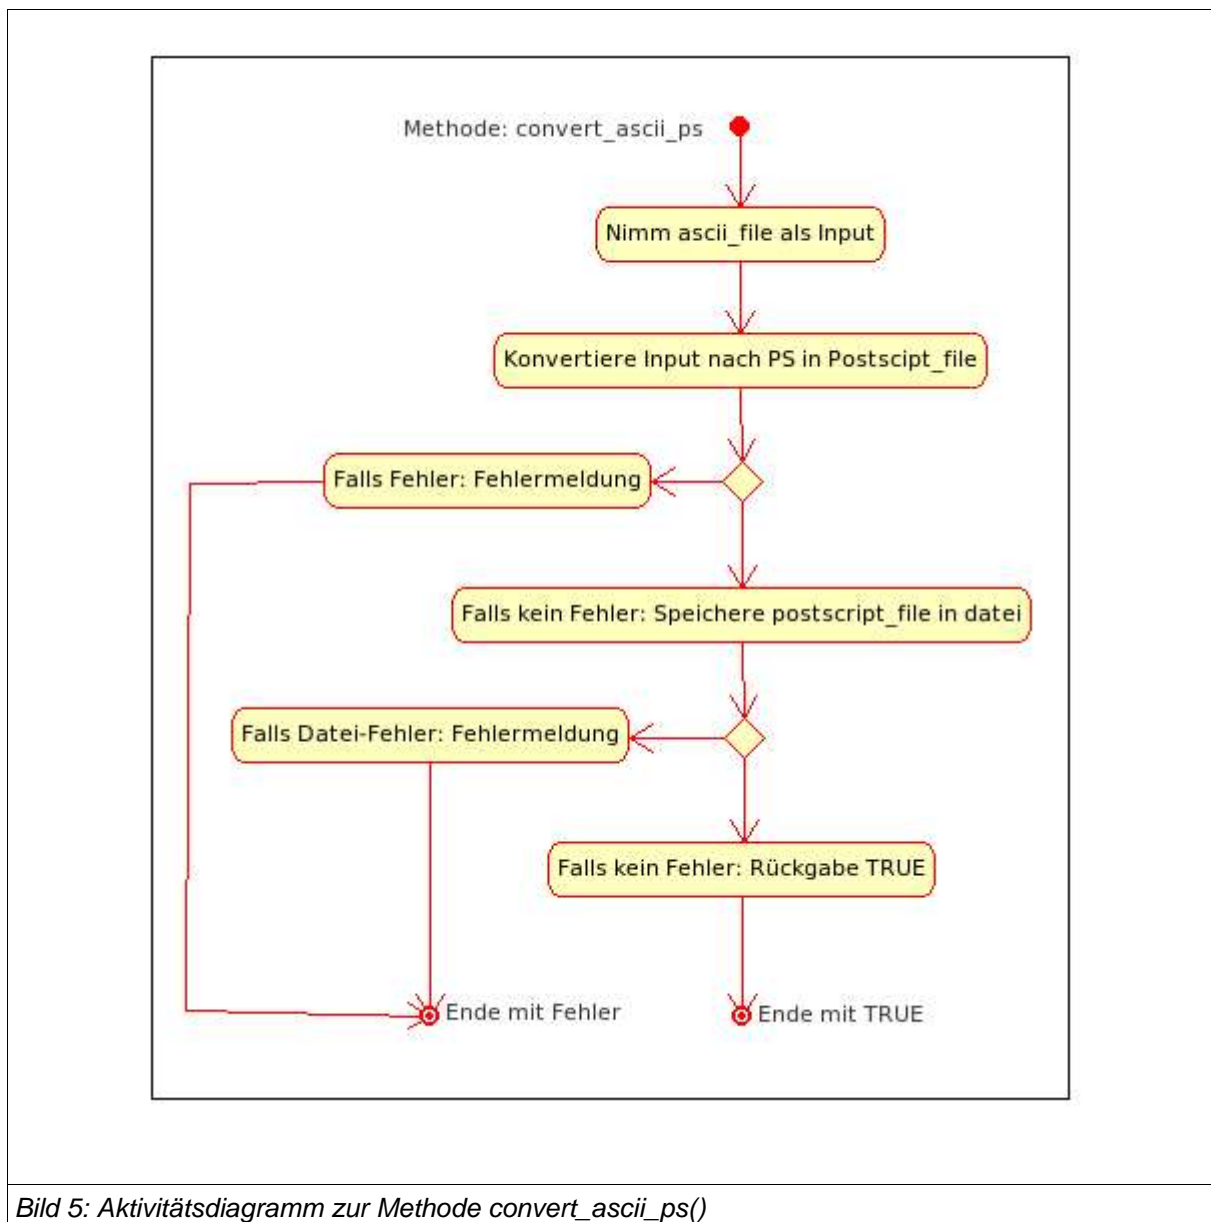 Methode: convert_ascii_ps
Nimm ascii_file als Input
Konvertiere Input nach PS in Postscipt_file
Falls Fehler: Fehlermeldung
Falls kein Fehler: Speichere postscript_file in datei
Falls Datei-Fehler: Fehlermeldung
Falls kein Fehler: Rückgabe TRUE
Ende mit Fehler
Ende mit TRUE
Bild 5: Aktivitätsdiagramm zur Methode convert_ascii_ps()